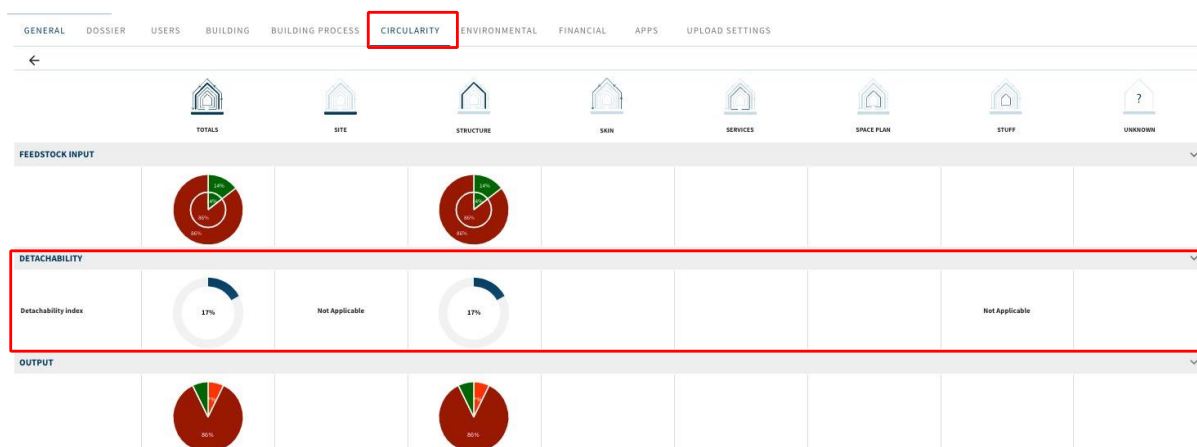 GENERAL DOSSIER USERS BUILDING BUILDING PROCESS CIRCULARITY ENVIRONMENTAL FINANCIAL APPS UPLOAD SETTINGS
?
TOTALS SITE STRUCTURE SKIN SERVICES SPACE PLAN STUFF UNKNOWN
FEEDSTOCK INPUT
14% 14%
86% 86%
86% 86%
DETACHABILITY
Detachability index 17% Not Applicable 17% Not Applicable
OUTPUT
86% 86%